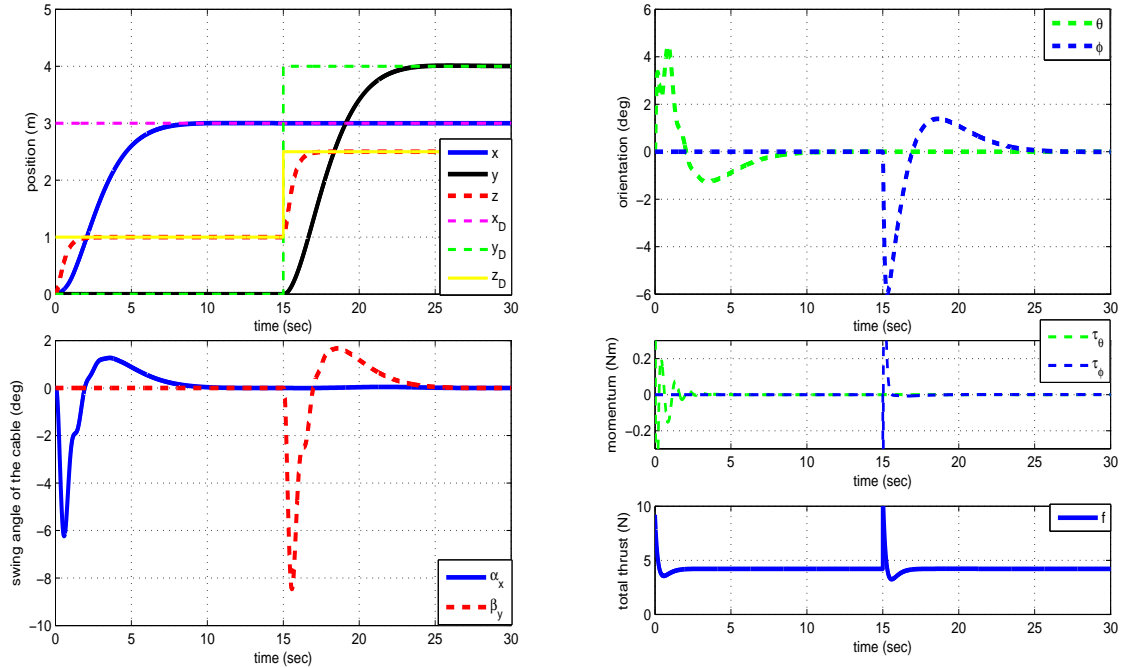 5
4
3
2
1
0
position (m)
0 5 10 15 20 25 30
time (sec)
x
y
z
x_D
y_D
z_D
6
4
2
0
−2
−4
−6
orientation (deg)
0 5 10 15 20 25 30
time (sec)
θ
ϕ
2
0
−2
−4
−6
−8
−10
swing angle of the cable (deg)
0 5 10 15 20 25 30
time (sec)
α_x
β_y
0.2
0
−0.2
momentum (Nm)
0 5 10 15 20 25 30
time (sec)
τ_θ
τ_ϕ
10
5
0
total thrust (N)
0 5 10 15 20 25 30
time (sec)
f